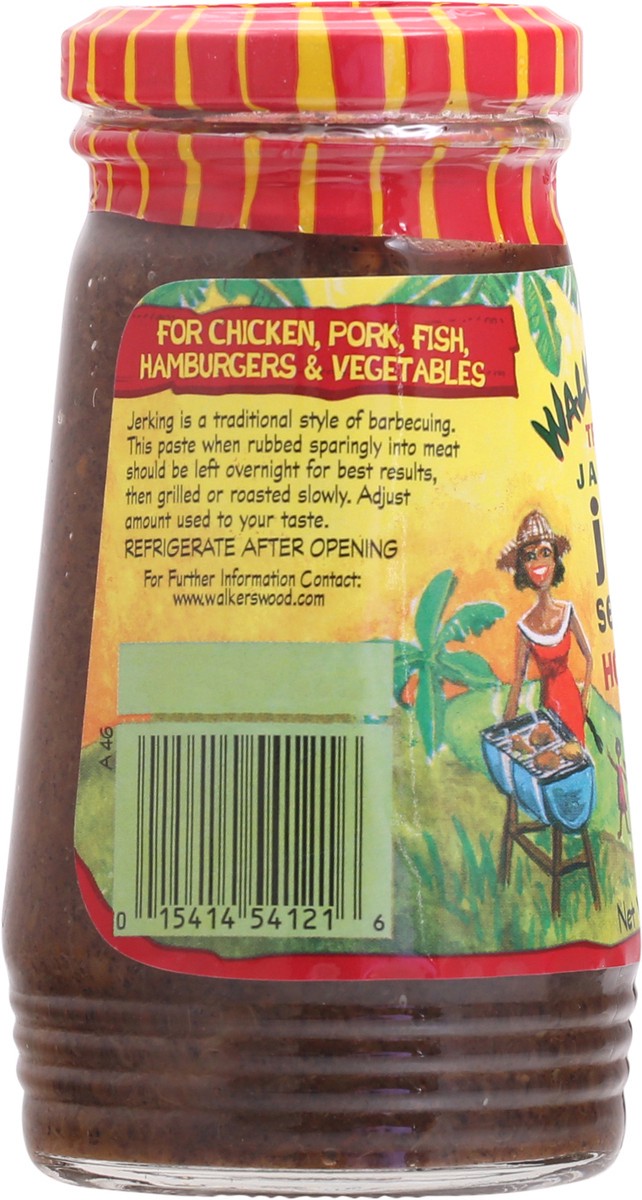 FOR CHICKEN, PORK, FISH,
HAMBURGERS & VEGETABLES
Jerking is a traditional style of barbecuing.
This paste when rubbed sparingly into meat
should be left overnight for best results,
then grilled or roasted slowly. Adjust
amount used to your taste.
REFRIGERATE AFTER OPENING
For Further Information Contact:
www.walkerswood.com
A 46
0 15414 54121 6
Net